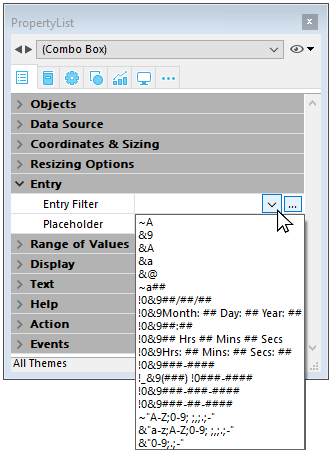 PropertyList
x
(Combo Box)
Objects
Data Source
Coordinates & Sizing
Resizing Options
Entry
Entry Filter
...
Placeholder
Range of Values
Display
Text
Help
Action
Events
All Themes
~A
&9
&A
&a
&@
~a##
!0&9##/##/##
!0&9Month: ## Day: ## Year: ##
!0&9##:##
!0&9## Hrs ## Mins ## Secs
!0&9Hrs: ## Mins: ## Secs: ##
!0&9###-####
!_&9(###) !0###-####
!0&9###-###-####
!0&9###-##-####
~"A-Z;0-9; ;,;.;-"
&"a-z;A-Z;0-9; ;,;.;-"
&"0-9;.;-"